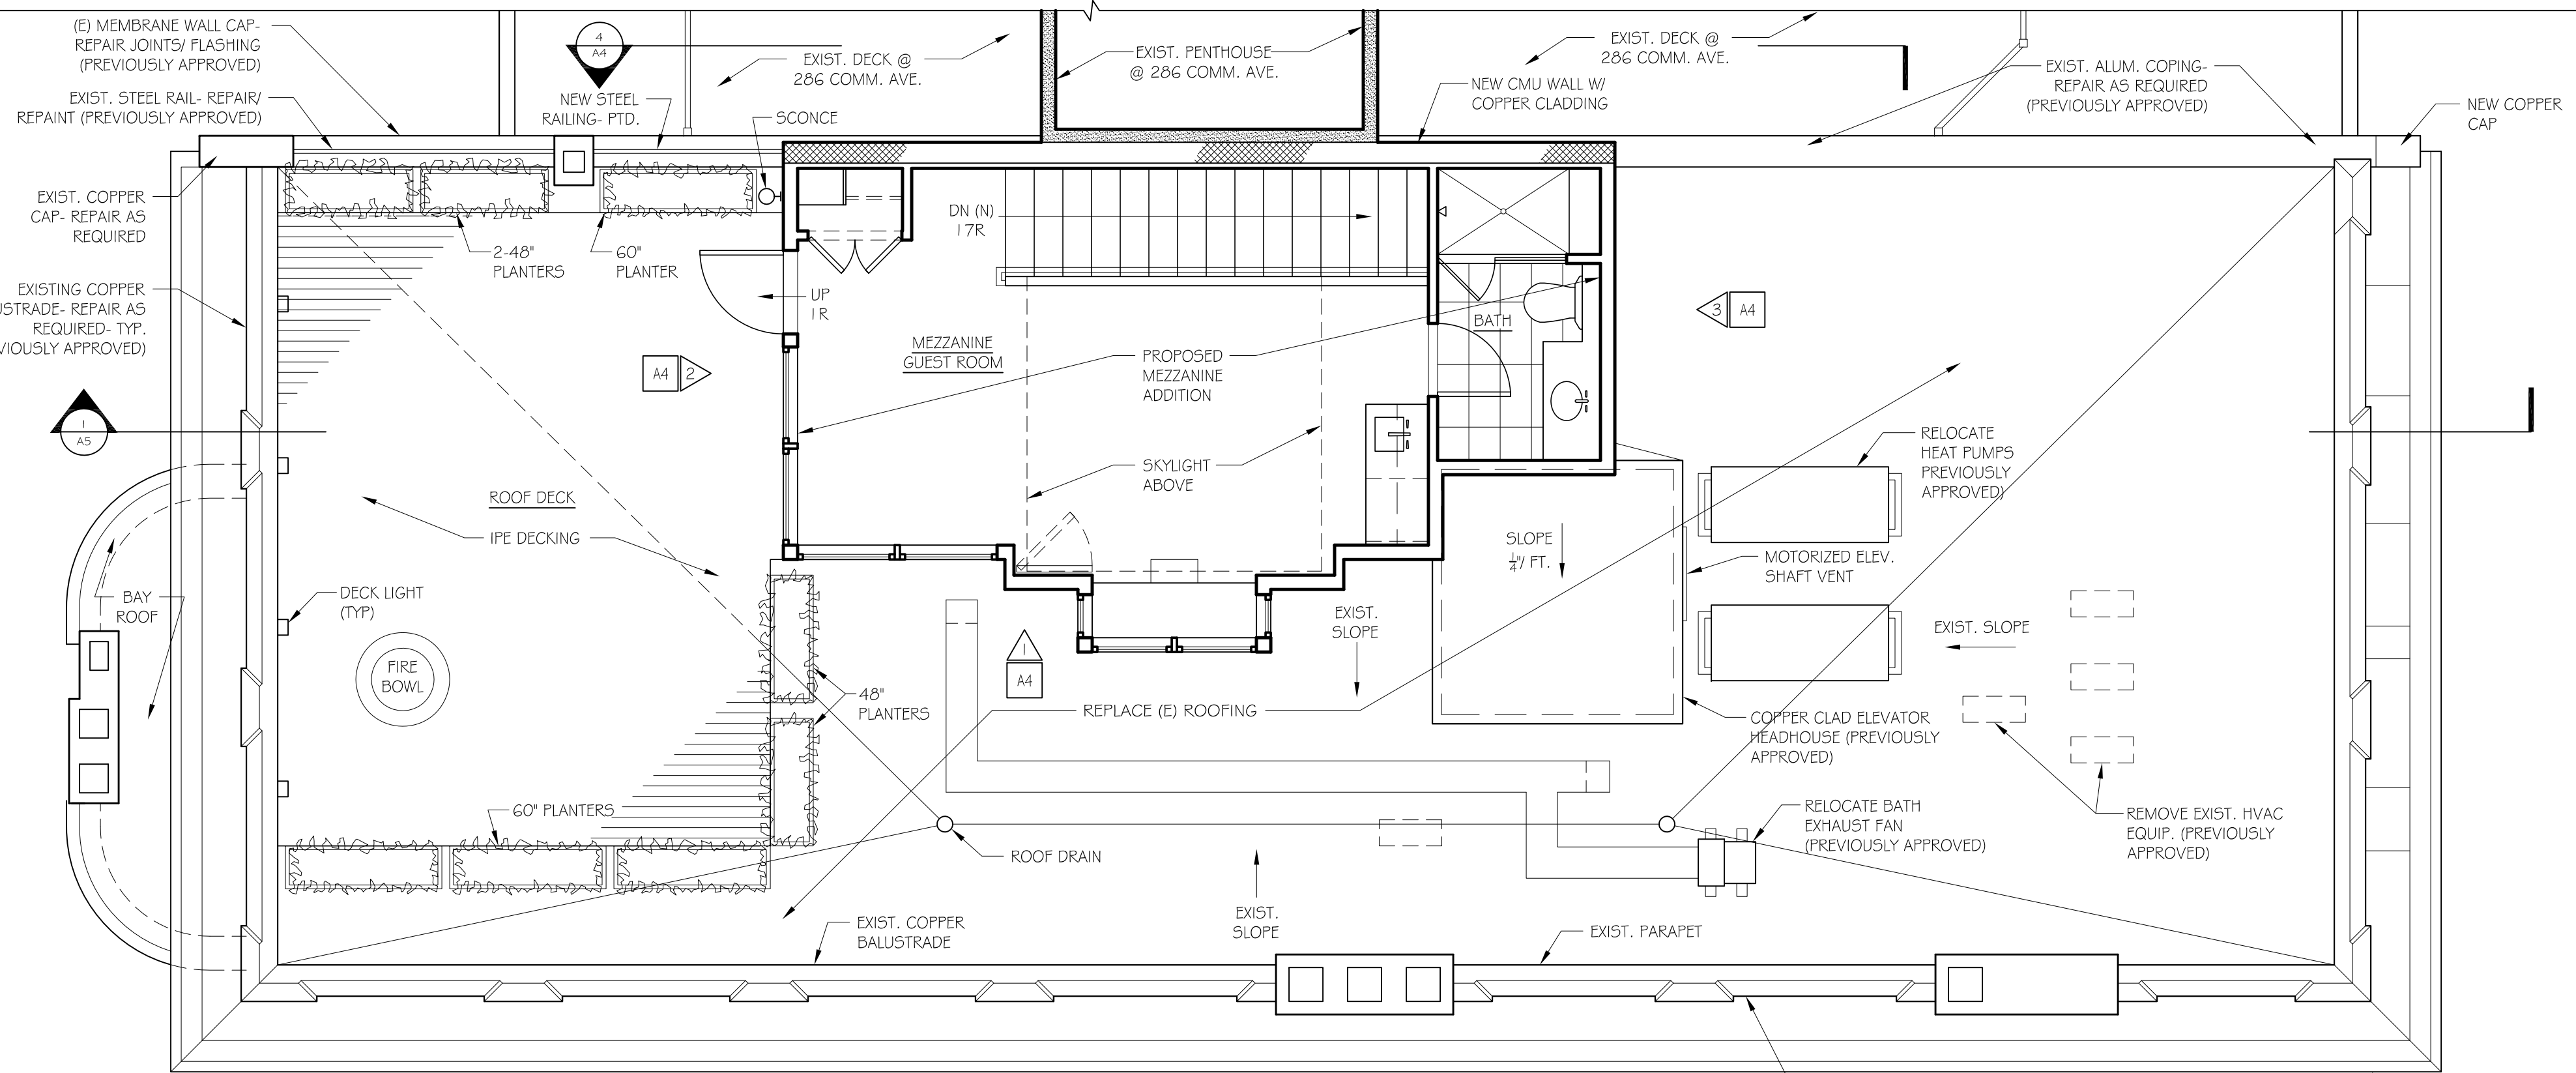 (E) MEMBRANE WALL CAP-
REPAIR JOINTS/ FLASHING
(PREVIOUSLY APPROVED)
EXIST. STEEL RAIL- REPAIR/
REPAINT (PREVIOUSLY APPROVED)
4
A4
NEW STEEL
RAILING- PTD.
EXIST. DECK @
286 COMM. AVE.
SCONCE
EXIST. PENTHOUSE
@ 286 COMM. AVE.
NEW CMU WALL W/
COPPER CLADDING
EXIST. DECK @
286 COMM. AVE.
EXIST. ALUM. COPING-
REPAIR AS REQUIRED
(PREVIOUSLY APPROVED)
NEW COPPER
CAP
EXIST. COPPER
CAP- REPAIR AS
REQUIRED
2-48"
PLANTERS
60"
PLANTER
DN (N)
17R
EXISTING COPPER
USTRADE- REPAIR AS
REQUIRED- TYP.
VIOUSLY APPROVED)
UP
1R
MEZZANINE
GUEST ROOM
BATH
3
A4
A4
2
PROPOSED
MEZZANINE
ADDITION
1
A5
SKYLIGHT
ABOVE
ROOF DECK
IPE DECKING
RELOCATE
HEAT PUMPS
PREVIOUSLY
APPROVED)
SLOPE
1/4"/ FT.
MOTORIZED ELEV.
SHAFT VENT
BAY
ROOF
DECK LIGHT
(TYP)
FIRE
BOWL
1
A4
EXIST.
SLOPE
EXIST. SLOPE
48"
PLANTERS
REPLACE (E) ROOFING
COPPER CLAD ELEVATOR
HEADHOUSE (PREVIOUSLY
APPROVED)
60" PLANTERS
ROOF DRAIN
RELOCATE BATH
EXHAUST FAN
(PREVIOUSLY APPROVED)
REMOVE EXIST. HVAC
EQUIP. (PREVIOUSLY
APPROVED)
EXIST. COPPER
BALUSTRADE
EXIST.
SLOPE
EXIST. PARAPET